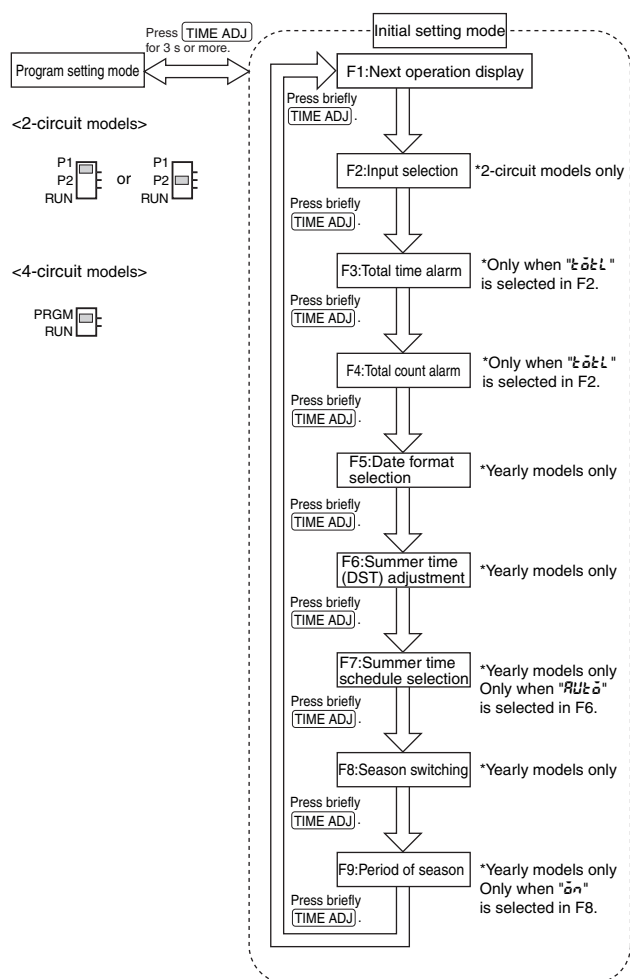 Initial setting mode
Press TIME ADJ
for 3 s or more.
Program setting mode
F1:Next operation display
Press briefly
TIME ADJ.
<2-circuit models>
P1
P2
RUN
or
P1
P2
RUN
F2:Input selection
*2-circuit models only
Press briefly
TIME ADJ.
<4-circuit models>
PRGM
RUN
F3:Total time alarm
*Only when "totL"
is selected in F2.
Press briefly
TIME ADJ.
F4:Total count alarm
*Only when "totL"
is selected in F2.
Press briefly
TIME ADJ.
F5:Date format
selection
*Yearly models only
Press briefly
TIME ADJ.
F6:Summer time
(DST) adjustment
*Yearly models only
Press briefly
TIME ADJ.
F7:Summer time
schedule selection
*Yearly models only
Only when "AUto"
is selected in F6.
Press briefly
TIME ADJ.
F8:Season switching
*Yearly models only
Press briefly
TIME ADJ.
F9:Period of season
*Yearly models only
Only when "on"
is selected in F8.
Press briefly
TIME ADJ.